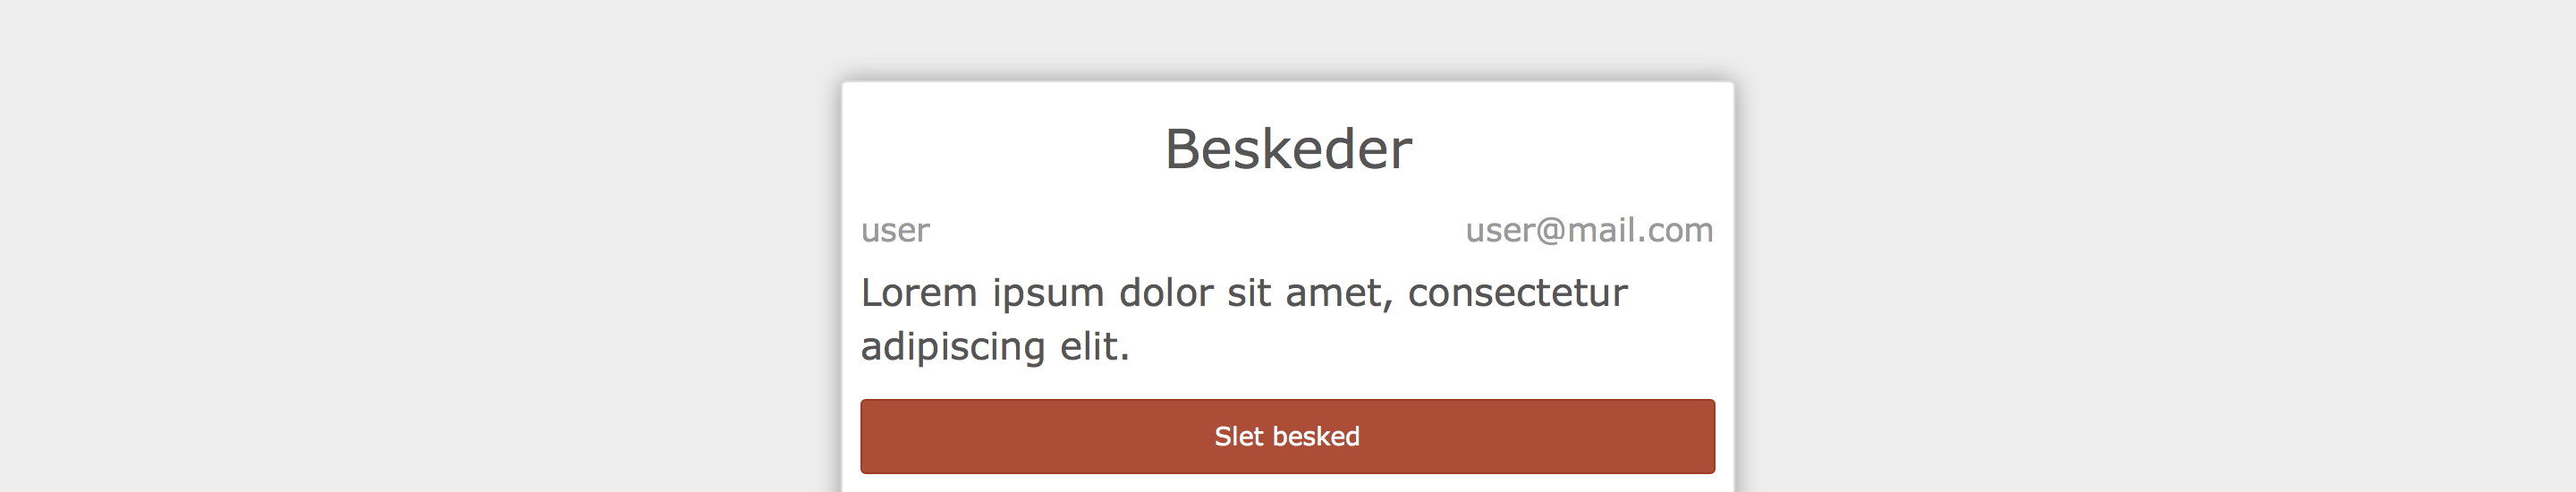 Beskeder
user user@mail.com
Lorem ipsum dolor sit amet, consectetur
adipiscing elit.
Slet besked